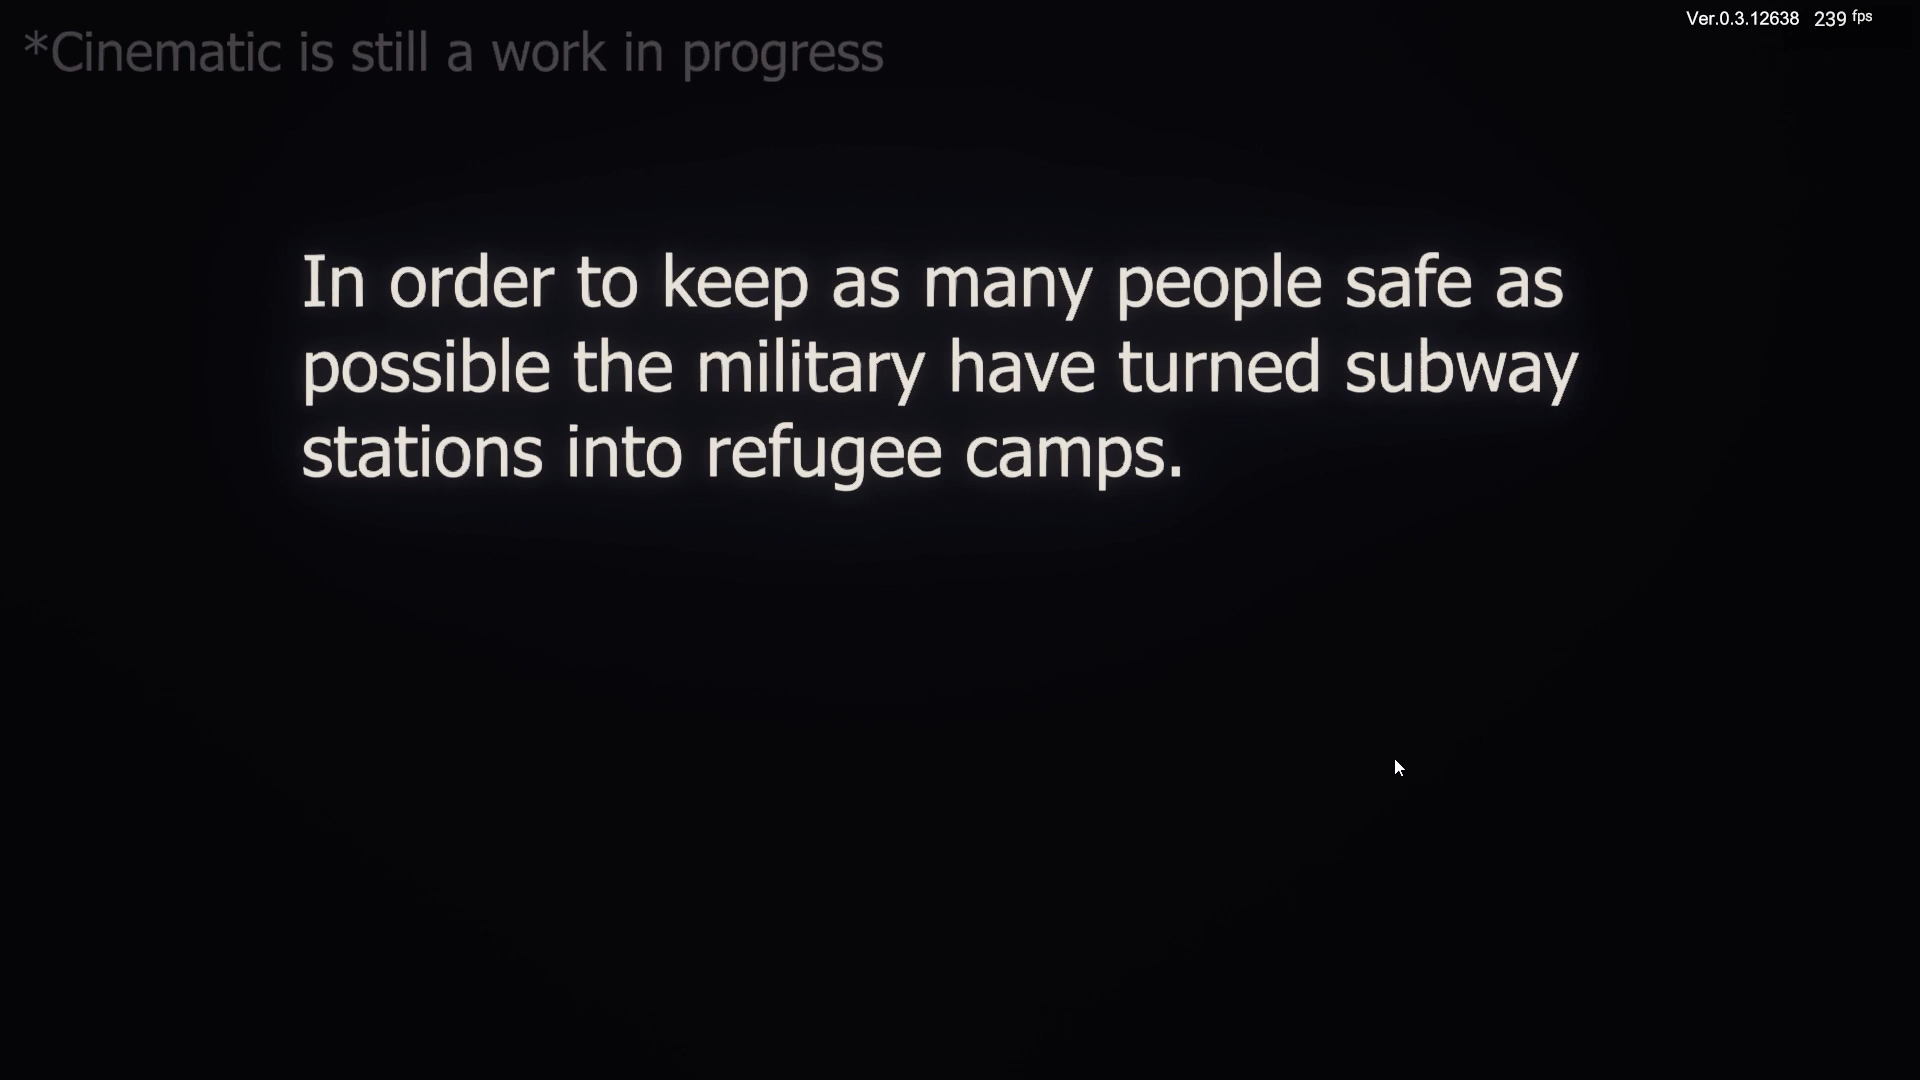 *Cinematic is still a work in progress
Ver.0.3.12638 239 fps
In order to keep as many people safe as
possible the military have turned subway
stations into refugee camps.